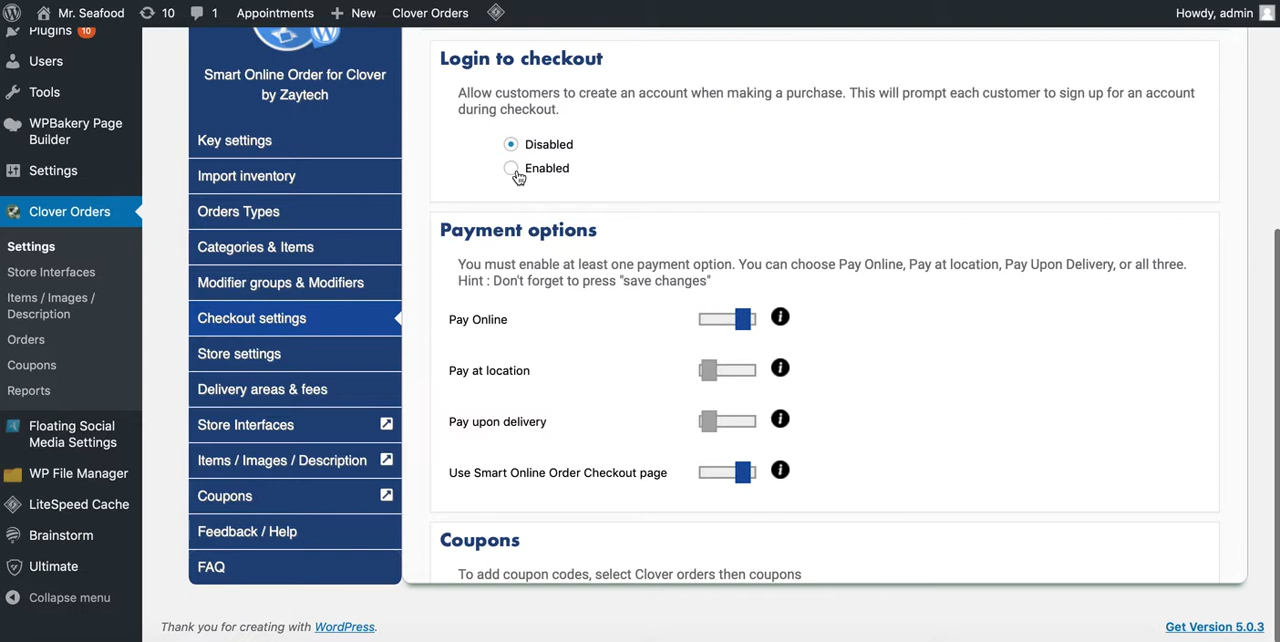 Mr. Seafood 10 1 Appointments New Clover Orders Howdy, admin
Plugins 10
Users
Tools
WPBakery Page
Builder
Settings
Clover Orders
Settings
Store Interfaces
Items / Images /
Description
Orders
Coupons
Reports
Floating Social
Media Settings
WP File Manager
LiteSpeed Cache
Brainstorm
Ultimate
Collapse menu
Smart Online Order for Clover
by Zaytech
Key settings
Import inventory
Orders Types
Categories & Items
Modifier groups & Modifiers
Checkout settings
Store settings
Delivery areas & fees
Store Interfaces
Items / Images / Description
Coupons
Feedback / Help
FAQ
Login to checkout
Allow customers to create an account when making a purchase. This will prompt each customer to sign up for an account
during checkout.
Disabled
Enabled
Payment options
You must enable at least one payment option. You can choose Pay Online, Pay at location, Pay Upon Delivery, or all three.
Hint : Don't forget to press "save changes"
Pay Online
Pay at location
Pay upon delivery
Use Smart Online Order Checkout page
Coupons
To add coupon codes, select Clover orders then coupons
Thank you for creating with WordPress.
Get Version 5.0.3